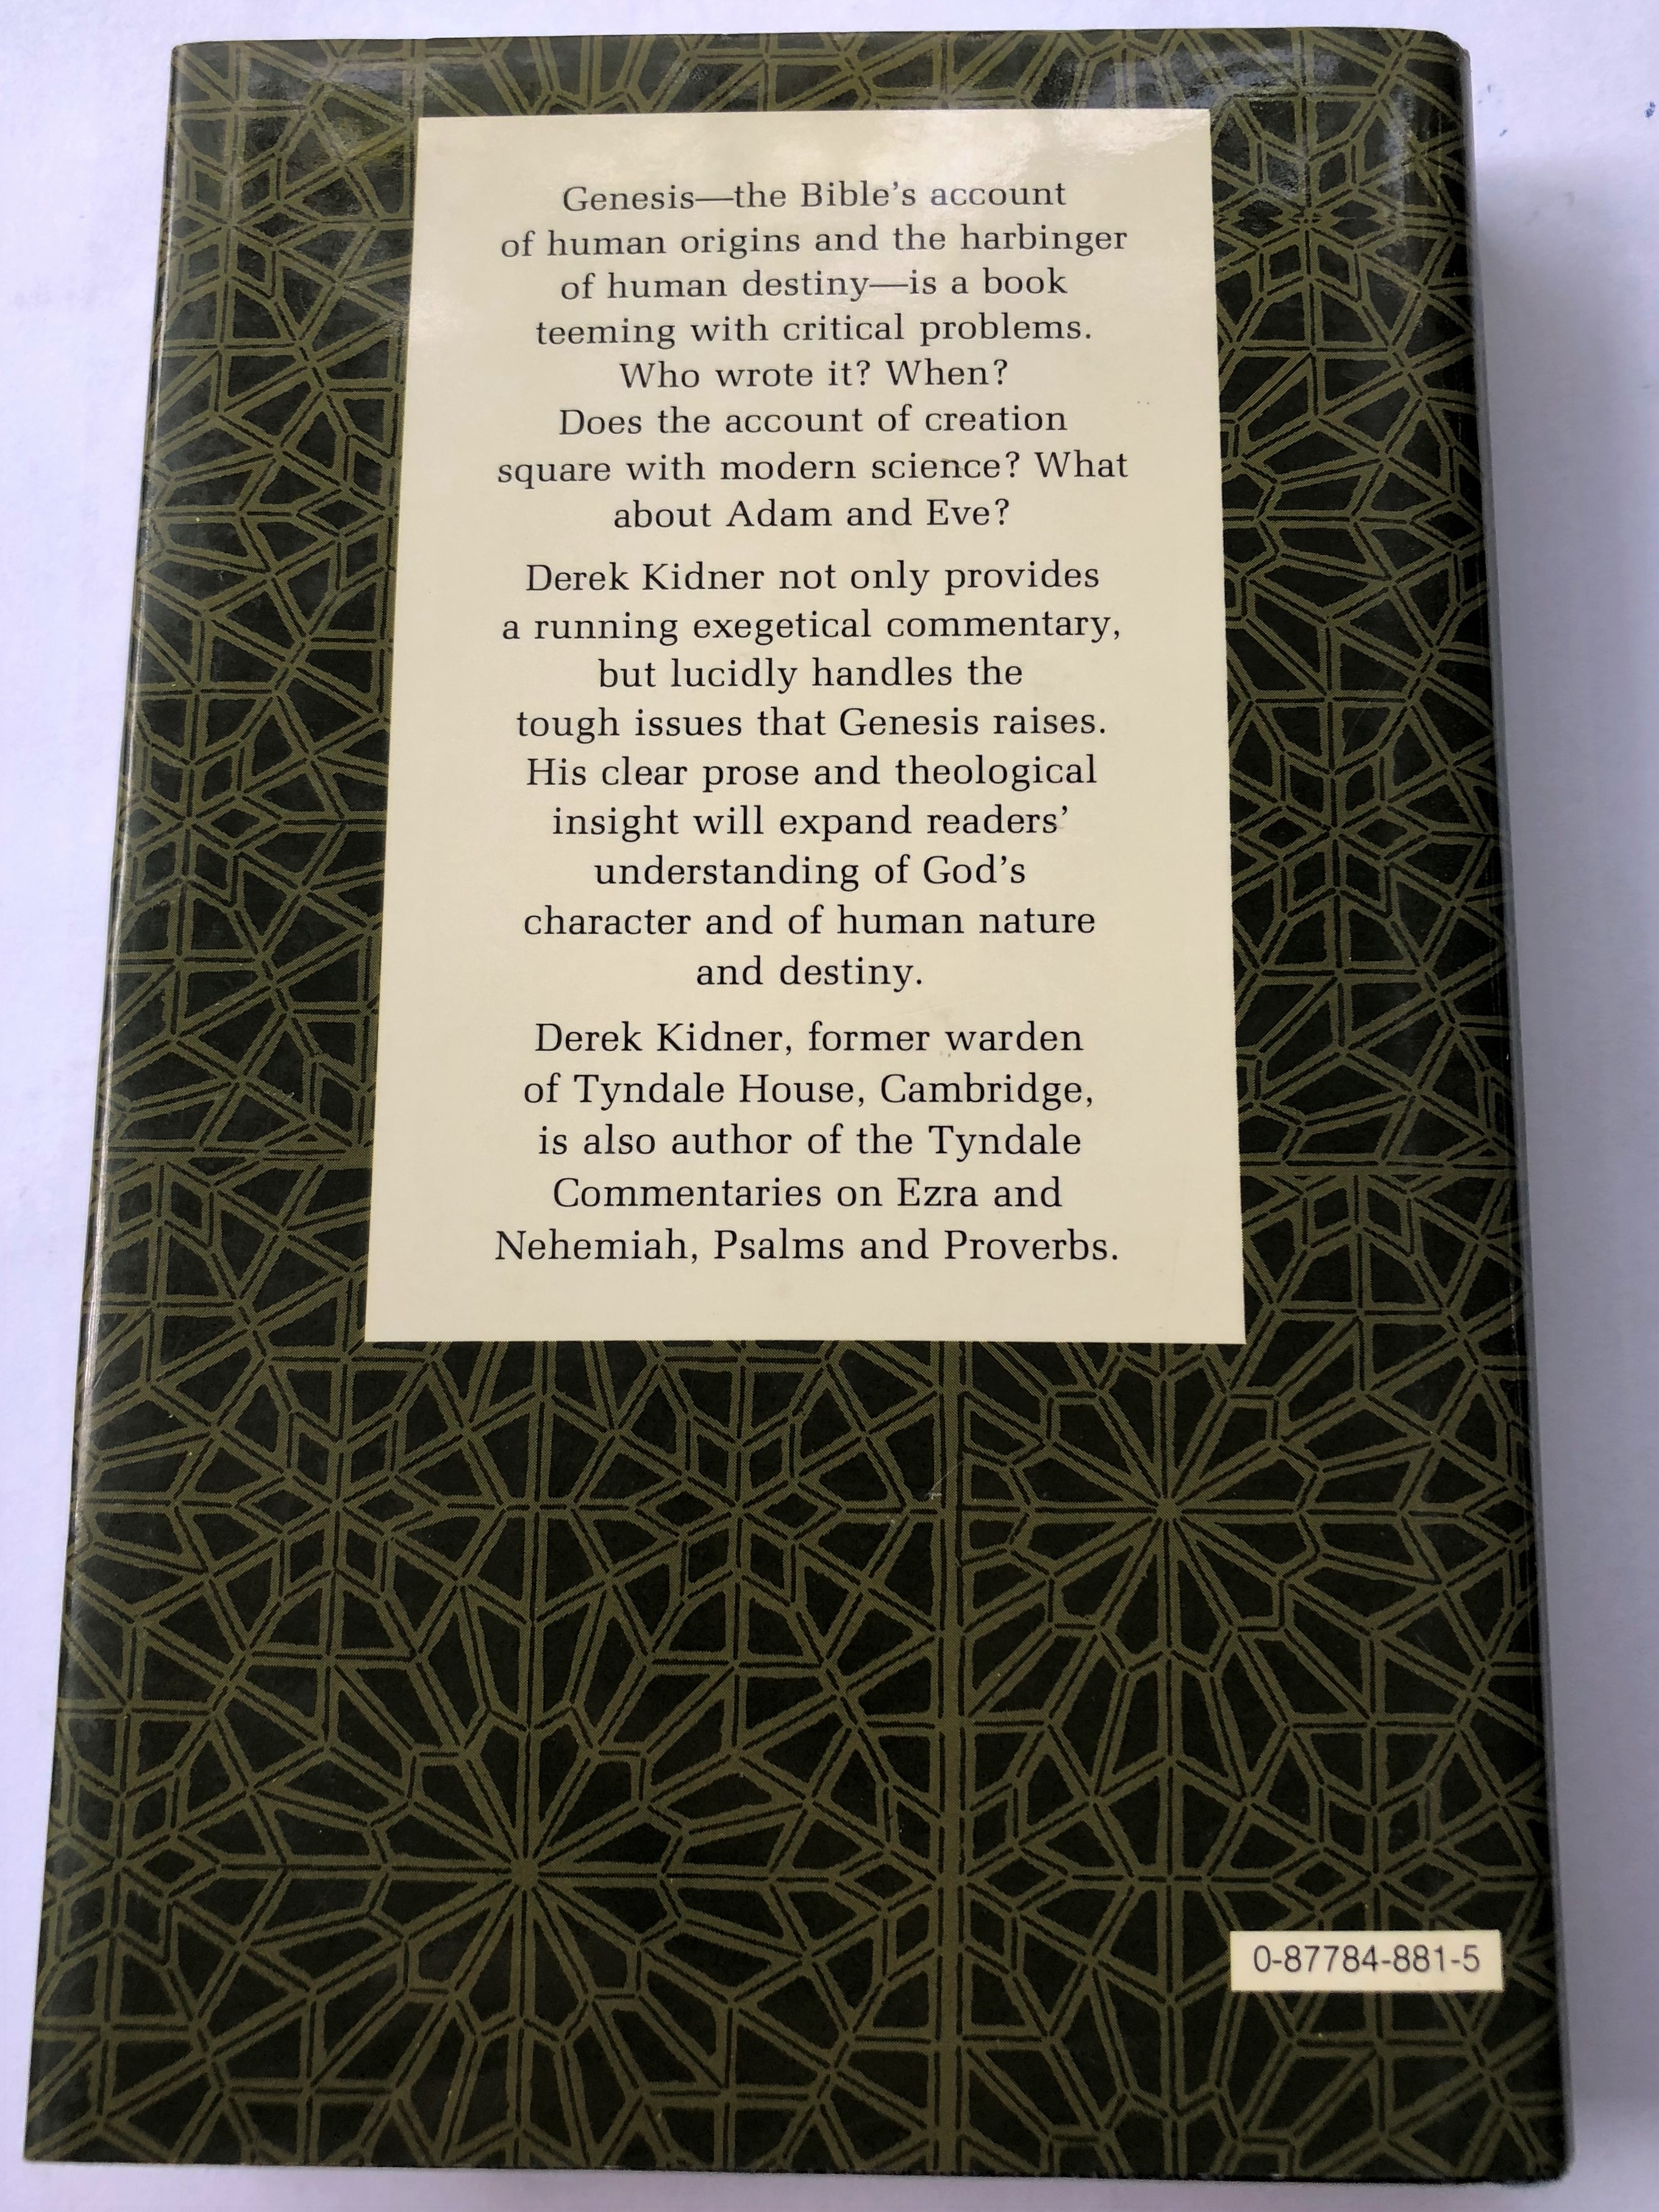 Genesis—the Bible's account
of human origins and the harbinger
of human destiny—is a book
teeming with critical problems.
Who wrote it? When?
Does the account of creation
square with modern science? What
about Adam and Eve?
Derek Kidner not only provides
a running exegetical commentary,
but lucidly handles the
tough issues that Genesis raises.
His clear prose and theological
insight will expand readers'
understanding of God's
character and of human nature
and destiny.
Derek Kidner, former warden
of Tyndale House, Cambridge,
is also author of the Tyndale
Commentaries on Ezra and
Nehemiah, Psalms and Proverbs.
0-87784-881-5